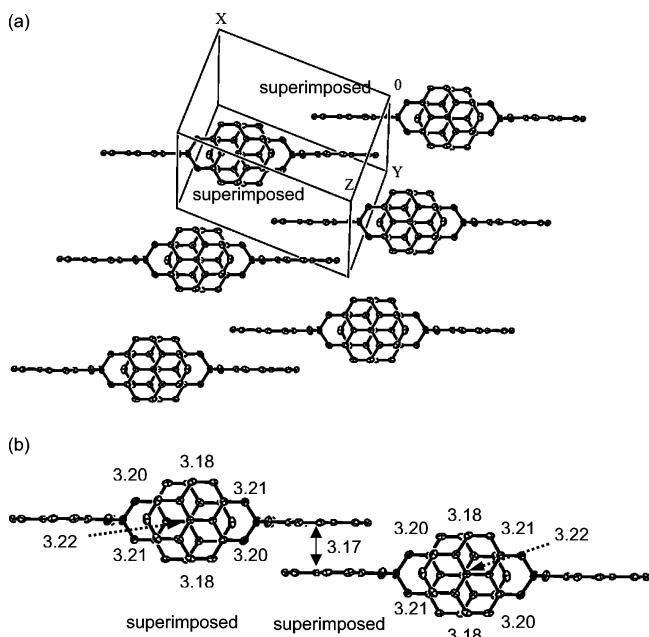 (a)
X
superimposed
0
Y
Z
superimposed
(b)
3.20 3.18 3.21
3.20 3.18 3.21
3.22
3.22
3.21 3.20
3.17
3.18
3.21
3.18 3.20
superimposed superimposed